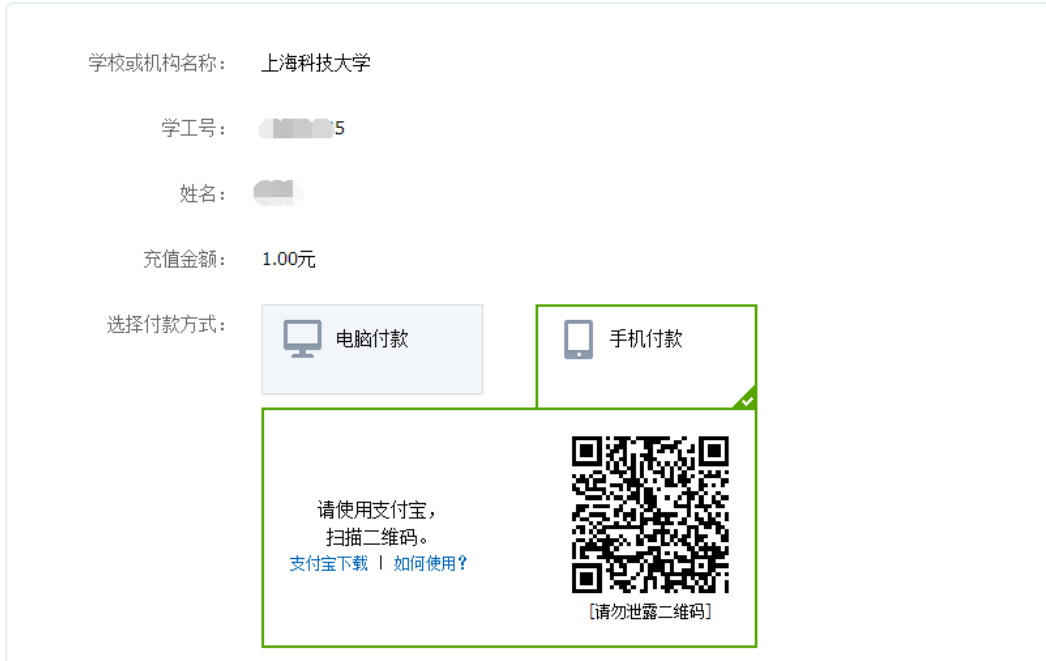 学校或机构名称： 上海科技大学
学工号： 5
姓名：
充值金额： 1.00元
选择付款方式： 电脑付款 手机付款
请使用支付宝，
扫描二维码。
支付宝下载 | 如何使用?
[请勿泄露二维码]